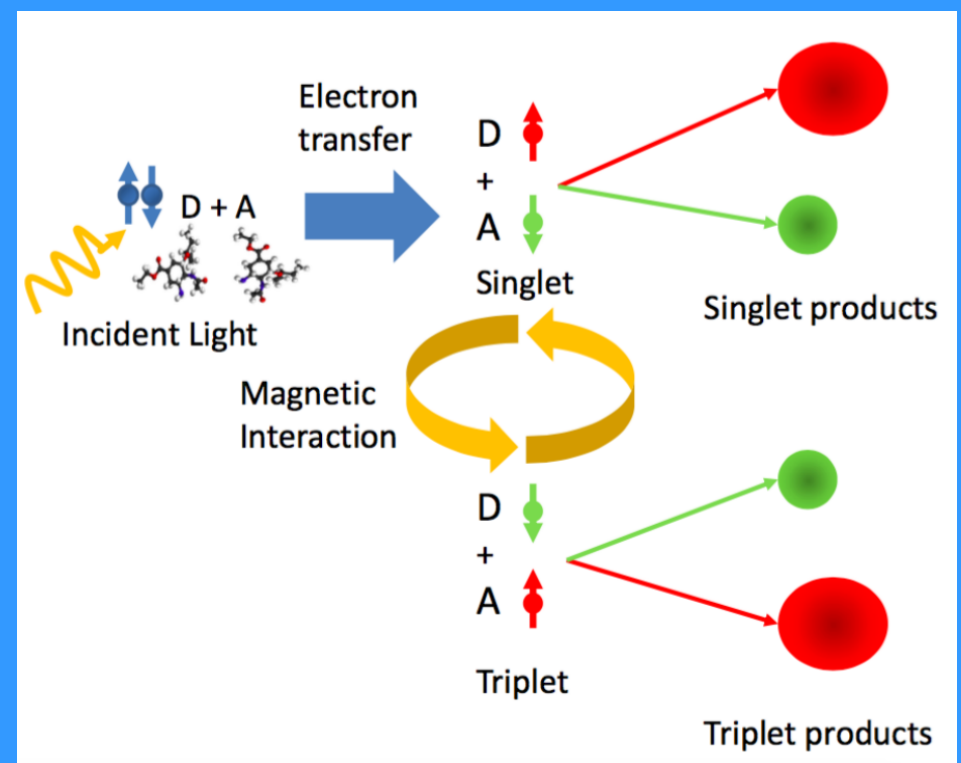 Electron
transfer
D + A
Incident Light
D
+
A
Singlet
Singlet products
Magnetic
Interaction
D
+
A
Triplet
Triplet products